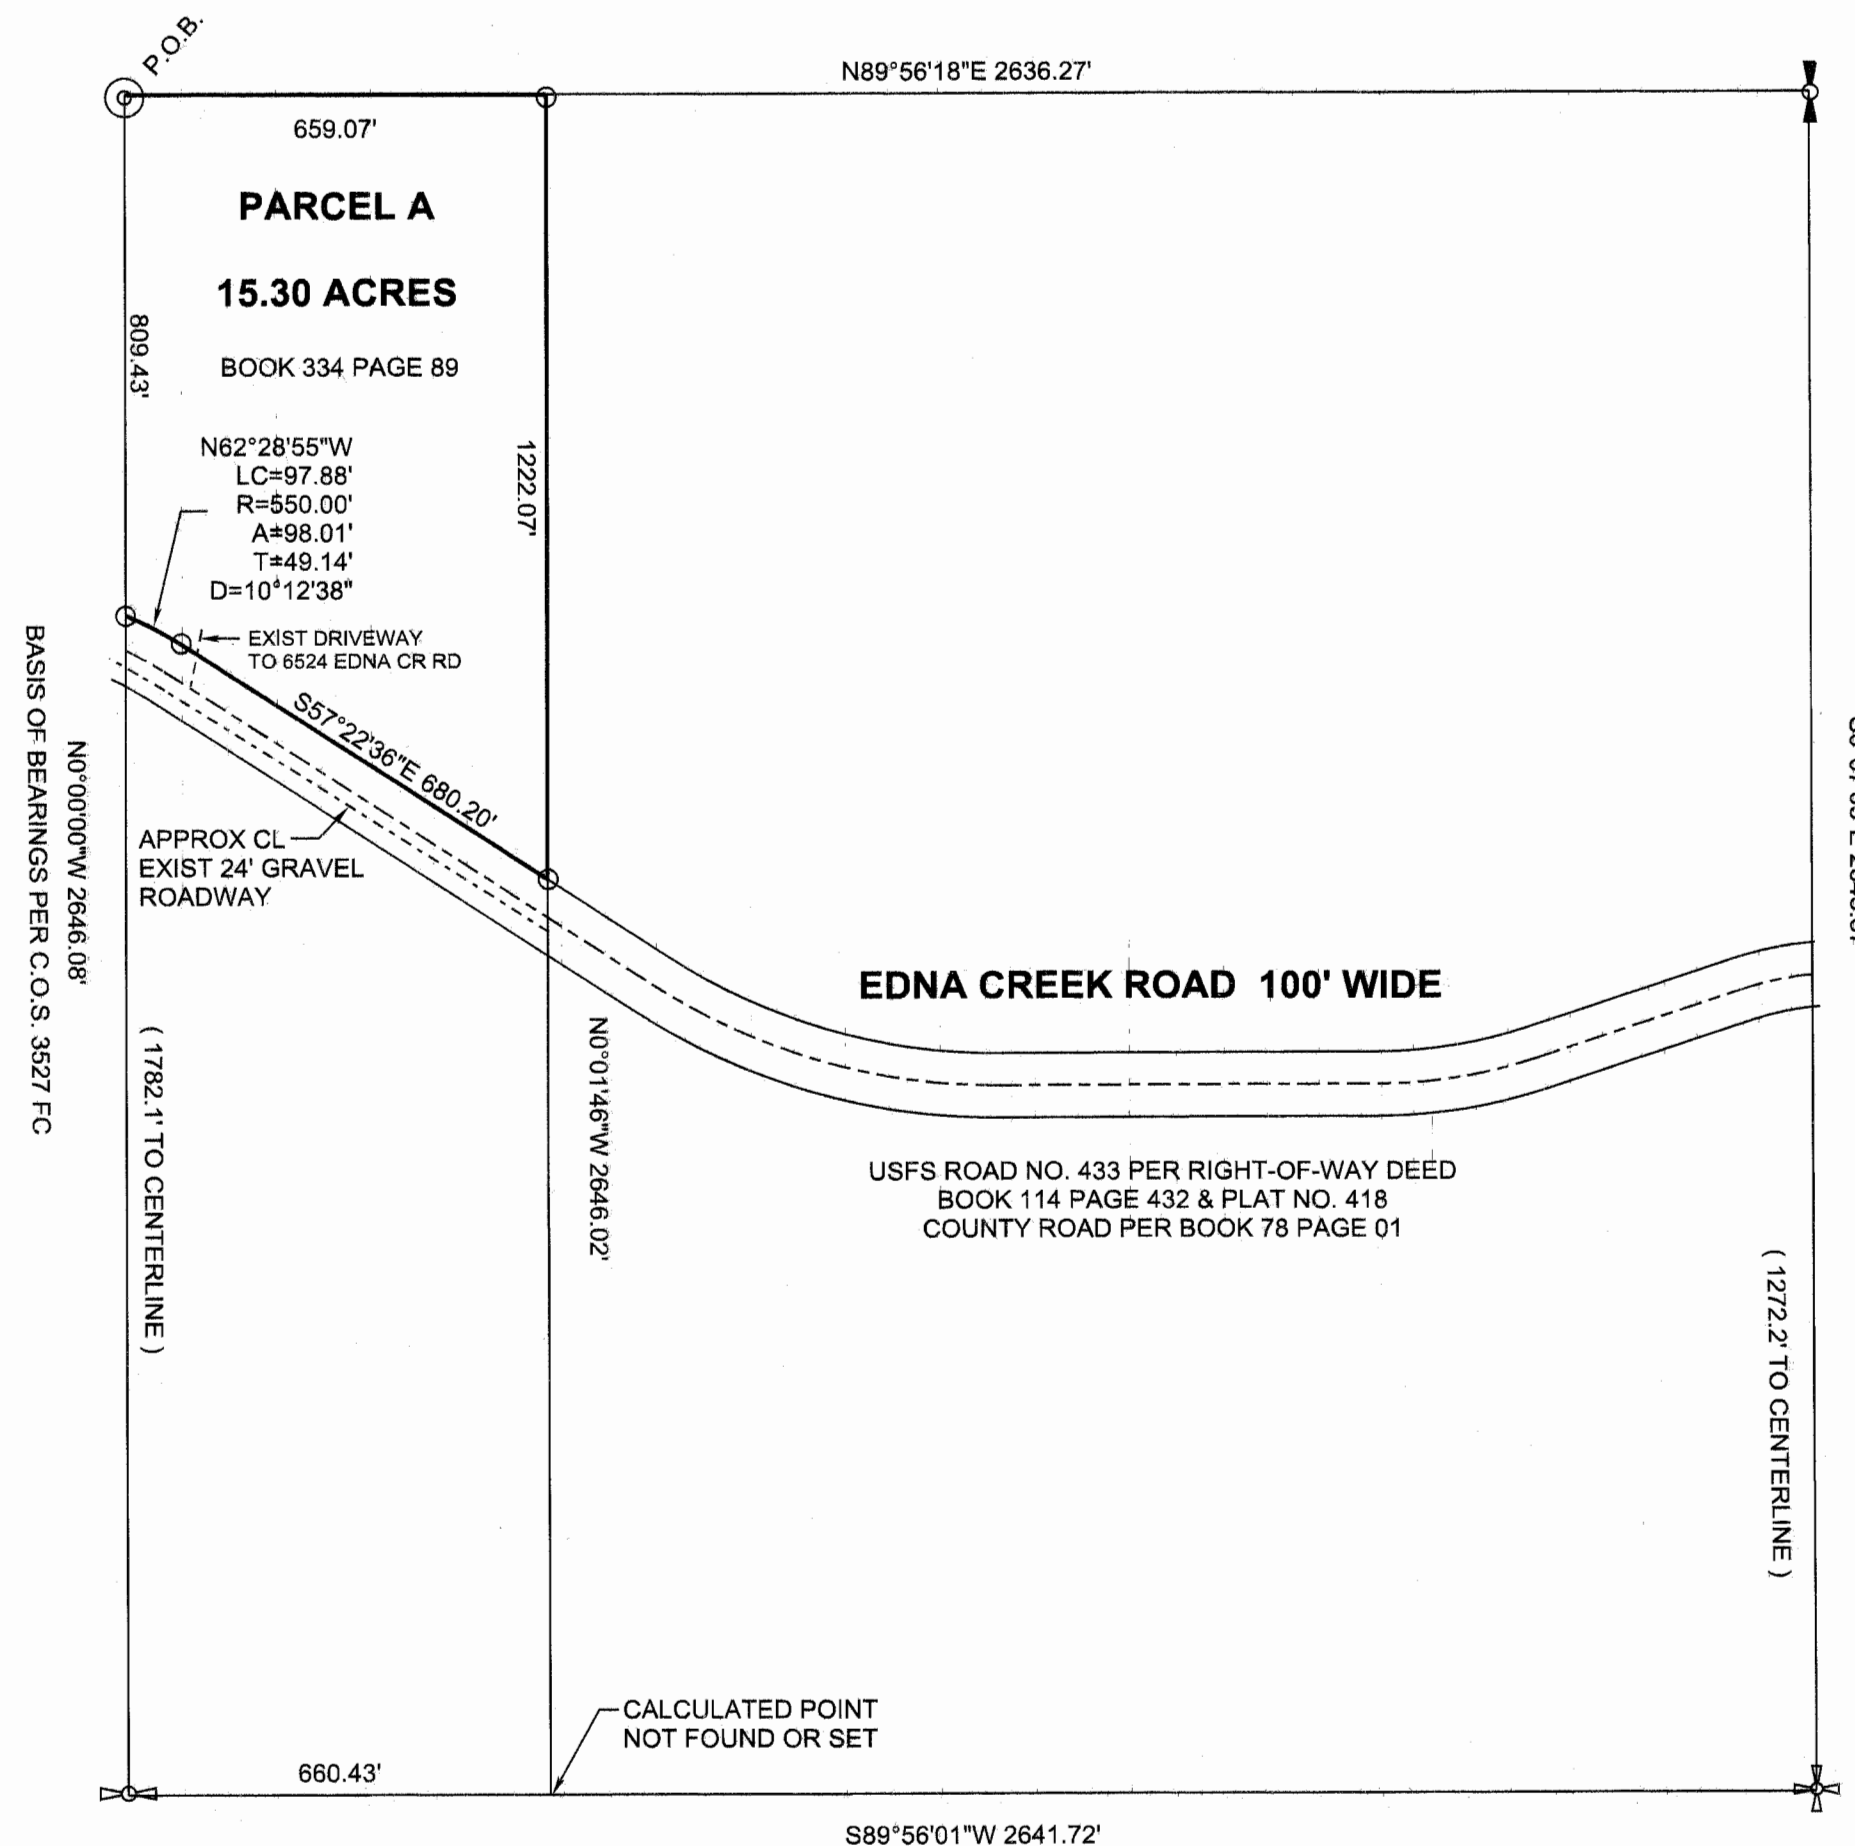 P.O.B.
N89°56'18"E 2636.27'
659.07'
PARCEL A
15.30 ACRES
BOOK 334 PAGE 89
809.43'
1222.07'
N62°28'55"W
LC=97.88'
R=550.00'
A=98.01'
T=49.14'
D=10°12'38"
EXIST DRIVEWAY
TO 6524 EDNA CR RD
S57°22'36"E 680.20'
APPROX CL
EXIST 24' GRAVEL
ROADWAY
N0°00'00"W 2646.08'
BASIS OF BEARINGS PER C.O.S. 3527 FC
( 1782.1' TO CENTERLINE )
N0°01'46"W 2646.02'
EDNA CREEK ROAD 100' WIDE
USFS ROAD NO. 433 PER RIGHT-OF-WAY DEED
BOOK 114 PAGE 432 & PLAT NO. 418
COUNTY ROAD PER BOOK 78 PAGE 01
( 1272.2' TO CENTERLINE )
CALCULATED POINT
NOT FOUND OR SET
660.43'
S89°56'01"W 2641.72'